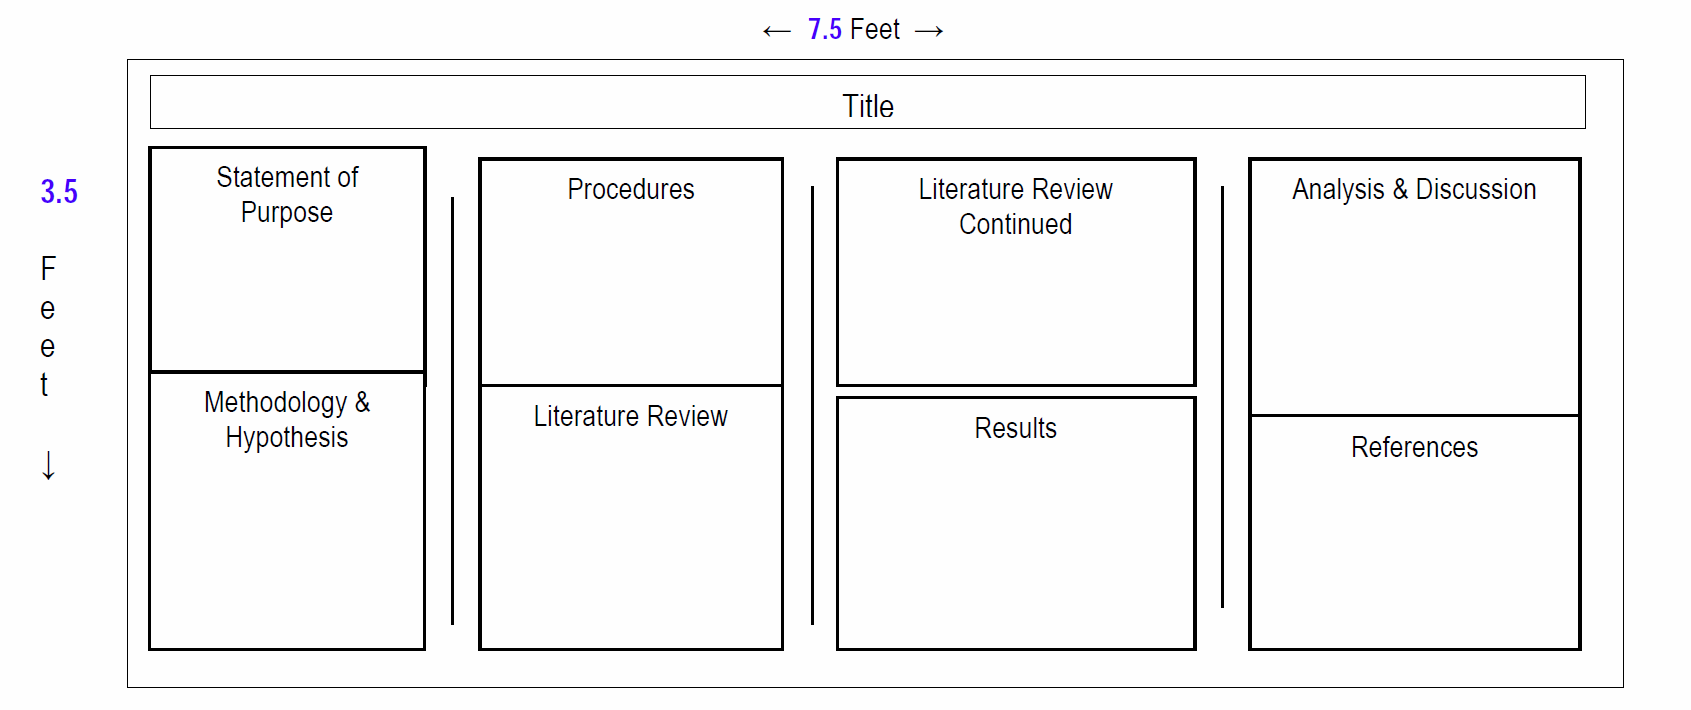 ← 7.5 Feet →
Title
3.5
F
e
e
t
↓
Statement of
Purpose
Methodology &
Hypothesis
Procedures
Literature Review
Literature Review
Continued
Results
Analysis & Discussion
References